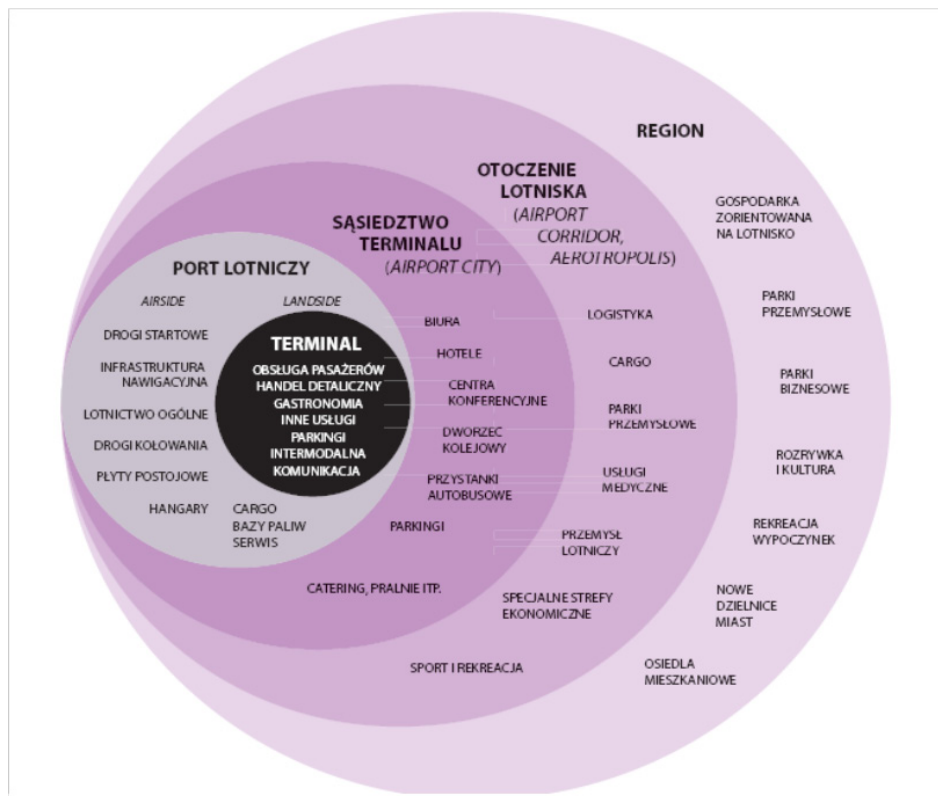 REGION
OTOCZENIE
LOTNISKA
(AIRPORT
CORRIDOR,
AEROTROPOLIS)
SĄSIEDZTWO
TERMINALU
(AIRPORT CITY)
PORT LOTNICZY
AIRSIDE
LANDSIDE
DROGI STARTOWE
INFRASTRUKTURA
NAWIGACYJNA
LOTNICTWO OGÓLNE
DROGI KOŁOWANIA
PŁYTY POSTOJOWE
HANGARY
CARGO
BAZY PALIW
SERWIS
TERMINAL
OBSŁUGA PASAŻERÓW
HANDEL DETALICZNY
GASTRONOMIA
INNE USŁUGI
PARKINGI
INTERMODALNA
KOMUNIKACJA
BIURA
HOTELE
CENTRA
KONFERENCYJNE
DWORZEC
KOLEJOWY
PRZYSTANKI
AUTOBUSOWE
PARKINGI
CATERING, PRALNIE ITP.
LOGISTYKA
CARGO
PARKI
PRZEMYSŁOWE
USŁUGI
MEDYCZNE
PRZEMYSŁ
LOTNICZY
SPECJALNE STREFY
EKONOMICZNE
SPORT I REKREACJA
GOSPODARKA
ZORIENTOWANA
NA LOTNISKO
PARKI
PRZEMYSŁOWE
PARKI
BIZNESOWE
ROZRYWKA
I KULTURA
REKREACJA
WYPOCZYNEK
NOWE
DZIELNICE
MIAST
OSIEDLA
MIESZKANIOWE